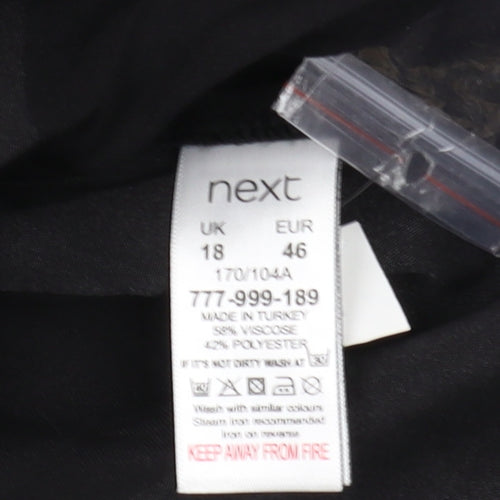 next
UK EUR
18 46
170/104A
777-999-189
MADE IN TURKEY
58% VISCOSE
42% POLYESTER
IF IT'S NOT DIRTY WASH AT 30
Wash with similar colours
Steam iron recommended
Iron on reverse
KEEP AWAY FROM FIRE